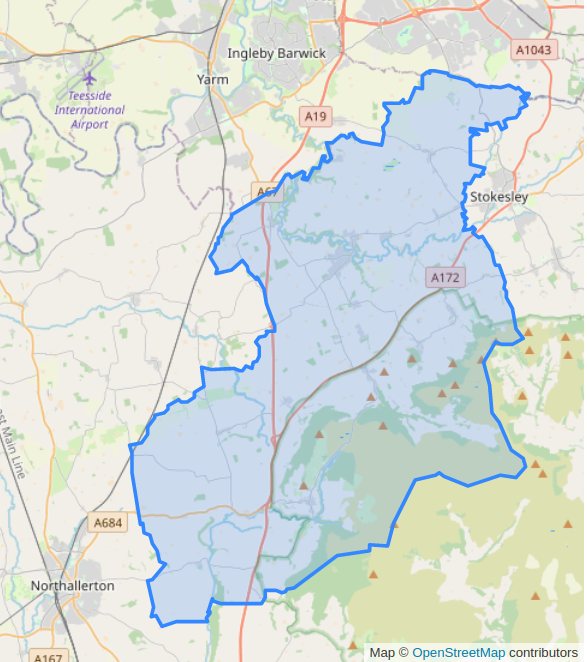 Ingleby Barwick
A1043
Yarm
Teesside
International
Airport
A19
A67
Stokesley
A172
East Main Line
A684
Northallerton
A167
Map © OpenStreetMap contributors